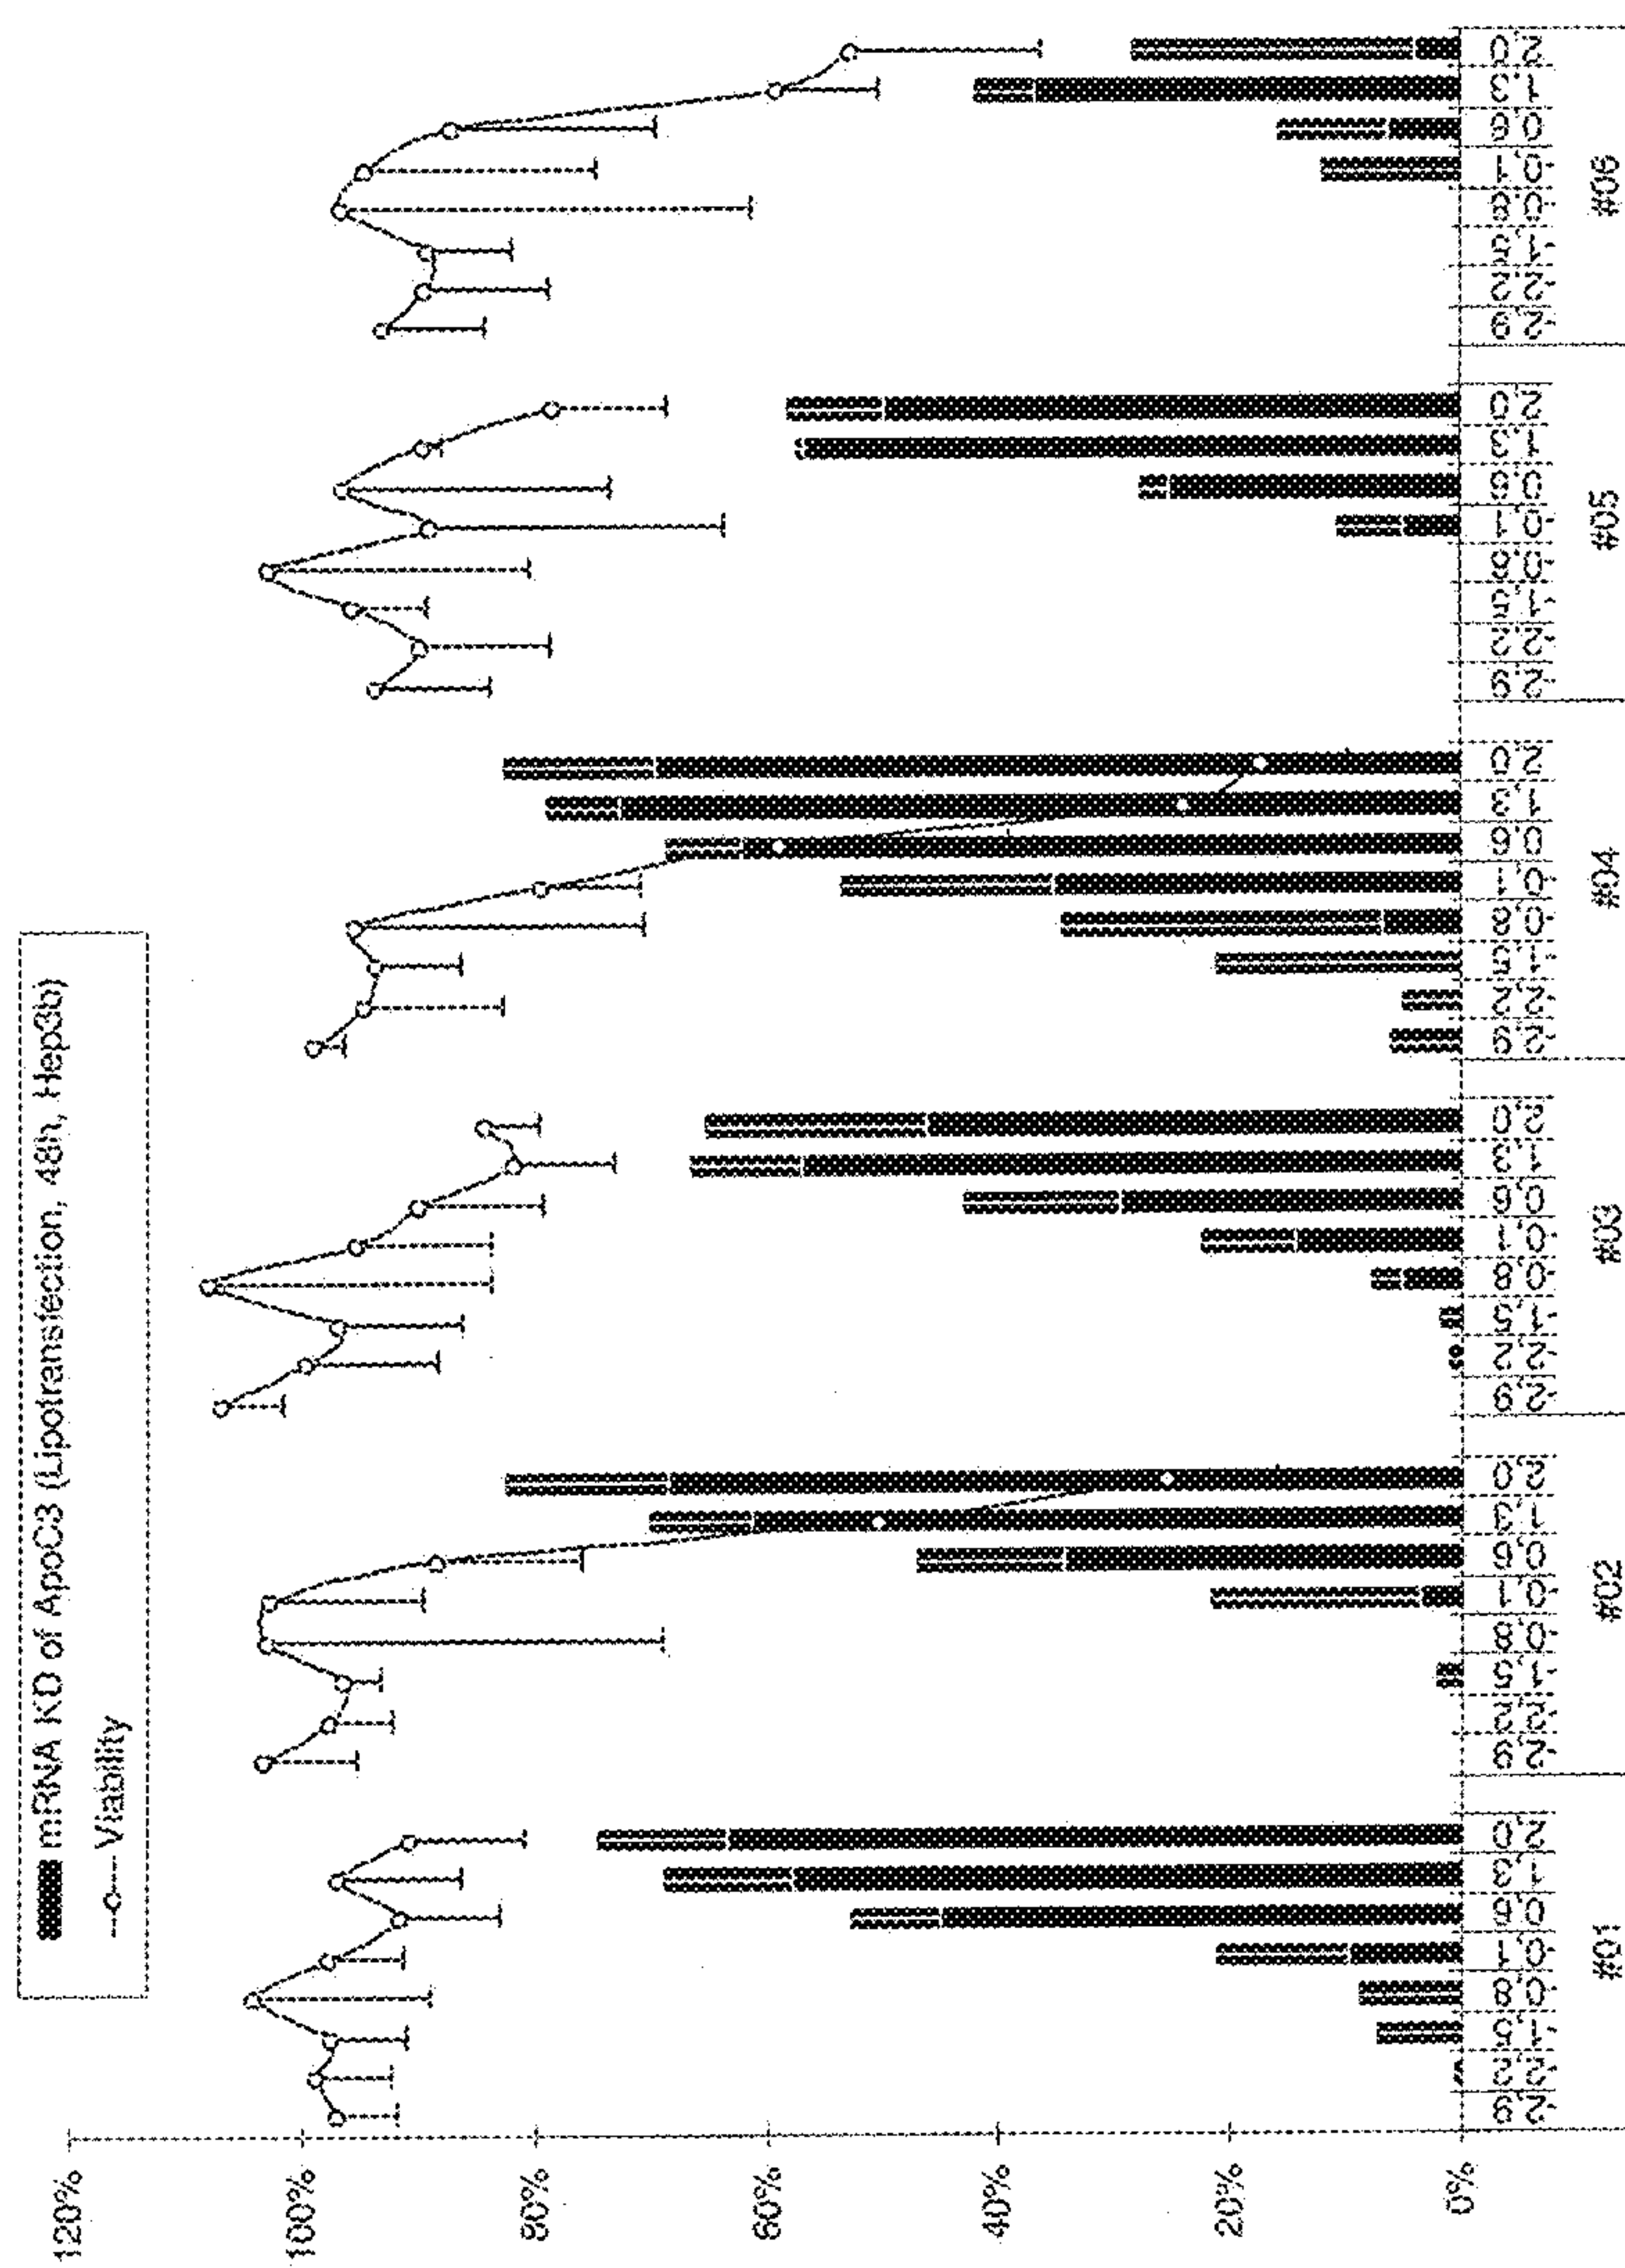 mRNA KD of ApoC3 (Lipotransfection, 48h, Hep3b)
Viability
120%
100%
80%
60%
40%
20%
0%
-2,9 -2,2 -1,5 -0,8 -0,1 0,6 1,3 2,0
#01
-2,9 -2,2 -1,5 -0,8 -0,1 0,6 1,3 2,0
#02
-2,9 -2,2 -1,5 -0,8 -0,1 0,6 1,3 2,0
#03
-2,9 -2,2 -1,5 -0,8 -0,1 0,6 1,3 2,0
#04
-2,9 -2,2 -1,5 -0,8 -0,1 0,6 1,3 2,0
#05
-2,9 -2,2 -1,5 -0,8 -0,1 0,6 1,3 2,0
#06